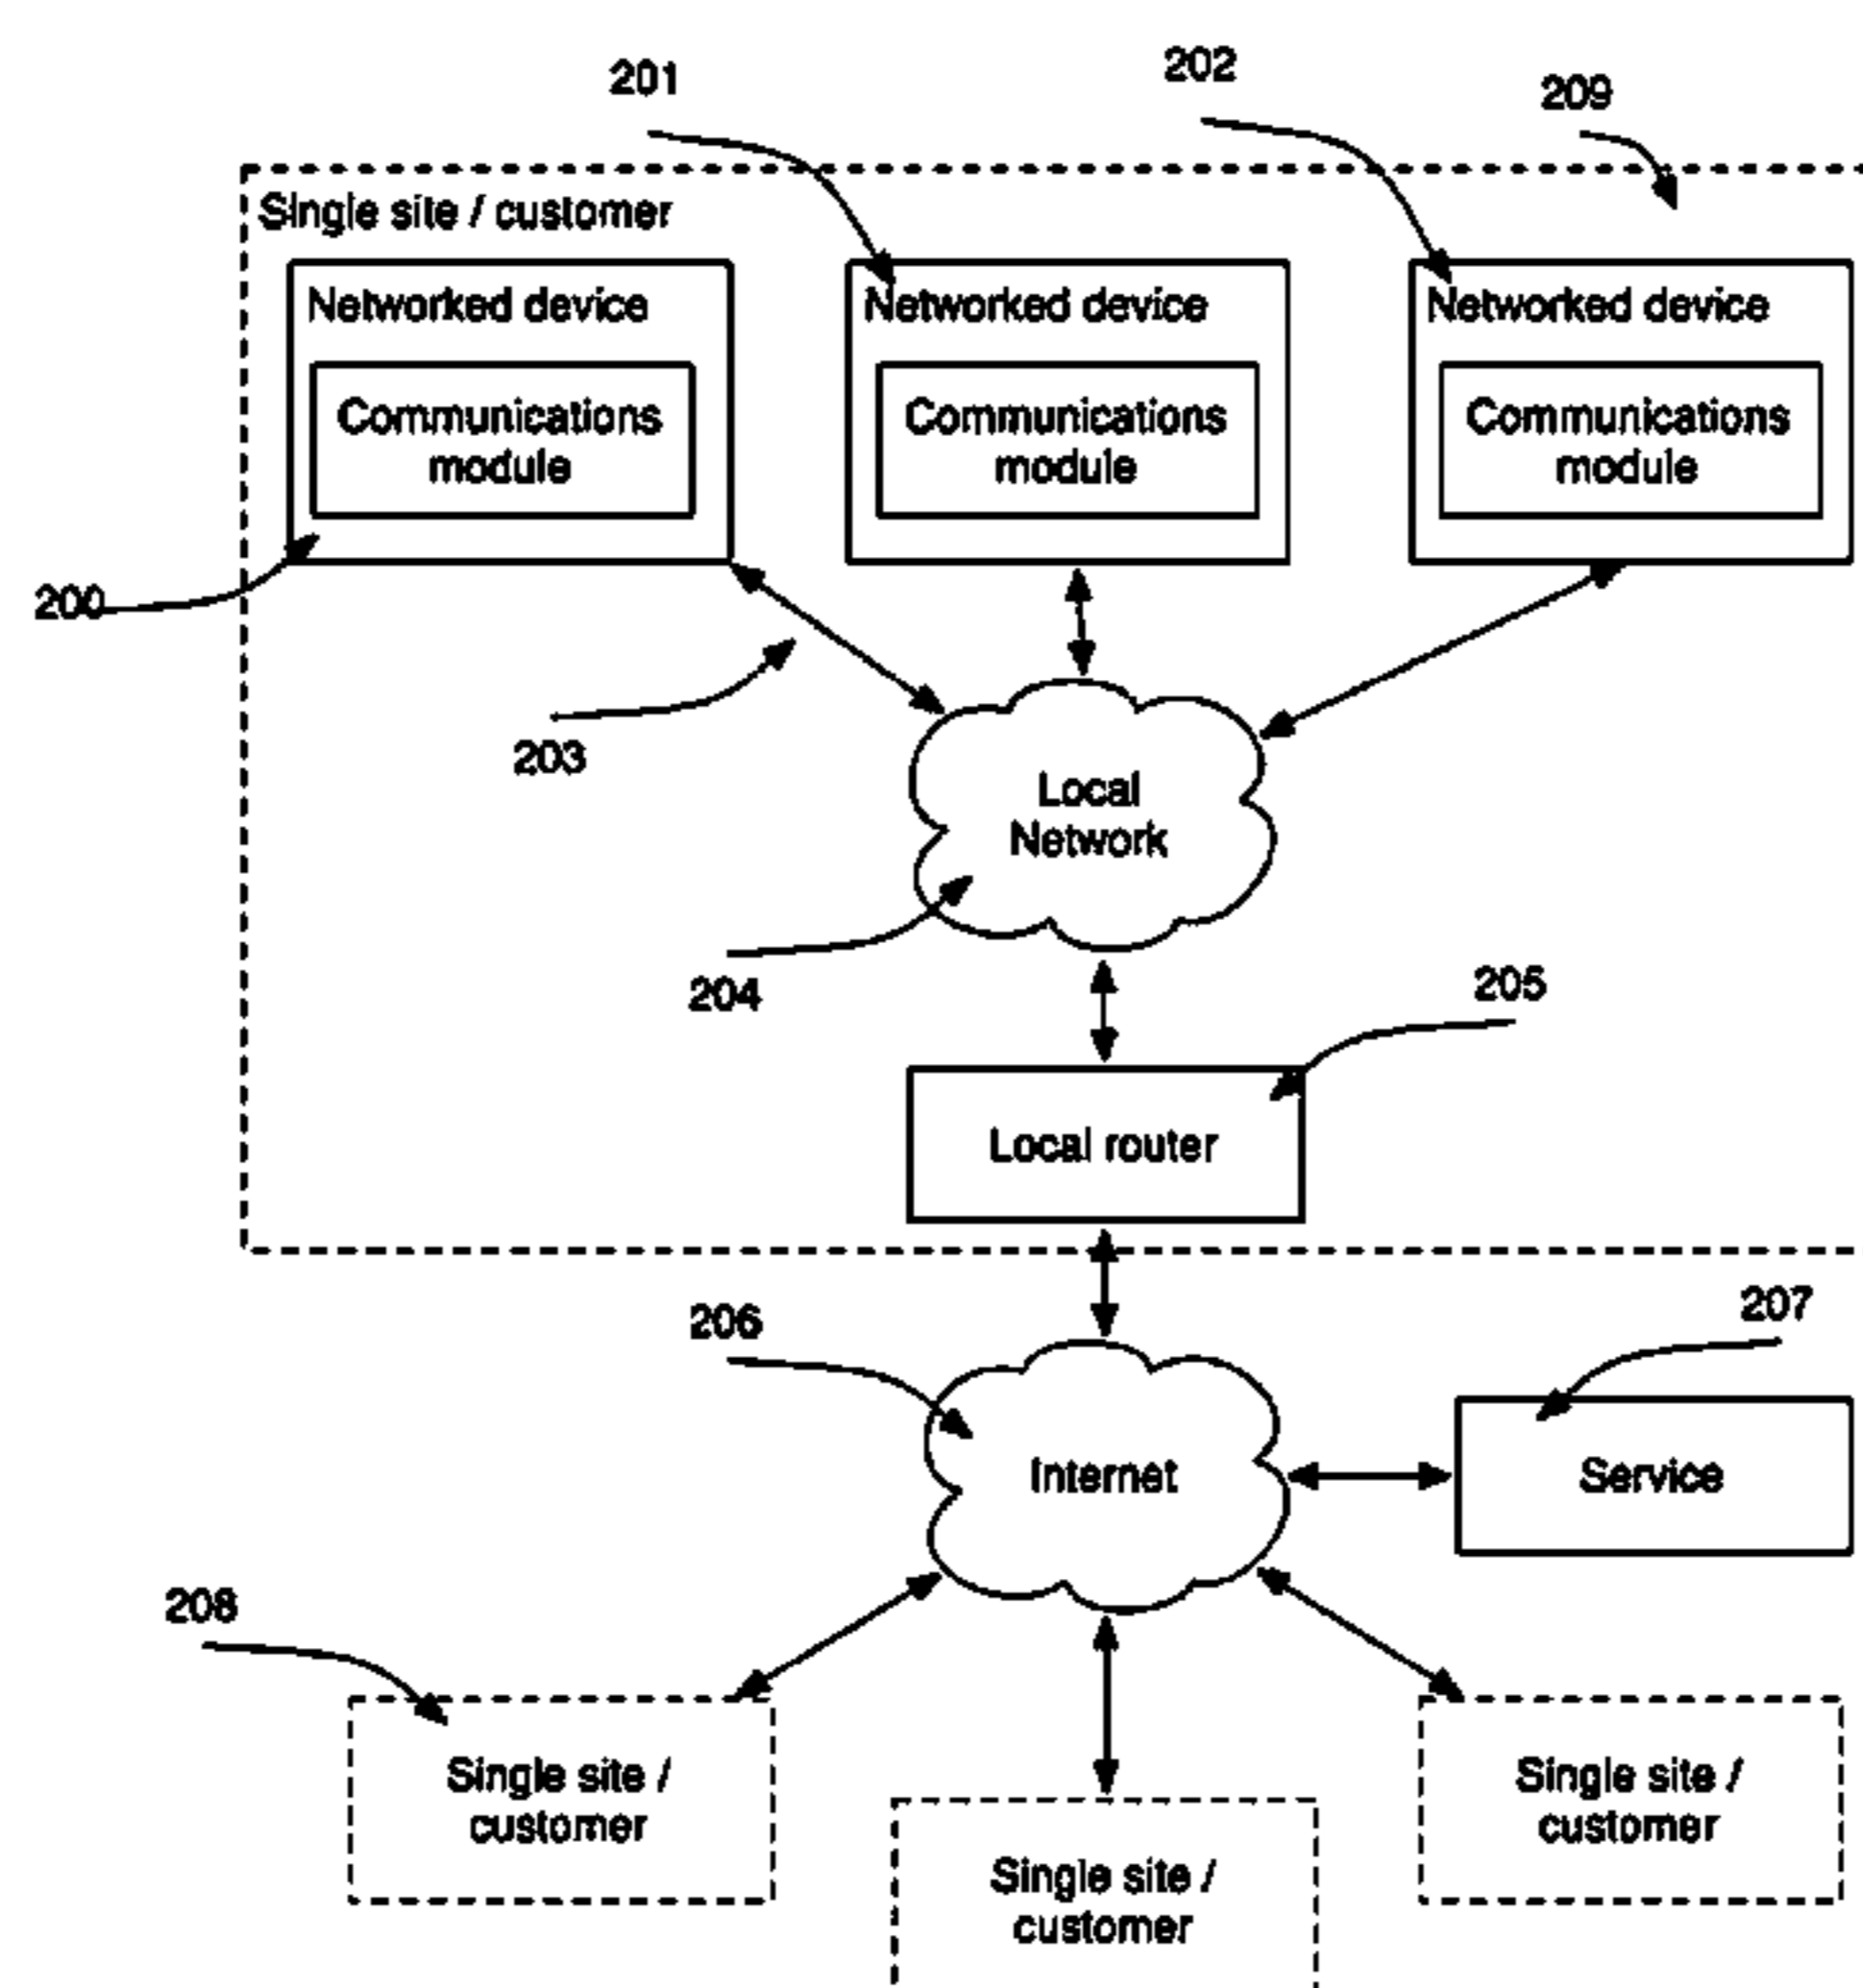 201
202
209
Single site / customer
Networked device
Networked device
Networked device
Communications
module
Communications
module
Communications
module
200
203
Local
Network
204
205
Local router
206
207
Internet
Service
208
Single site /
customer
Single site /
customer
Single site /
customer